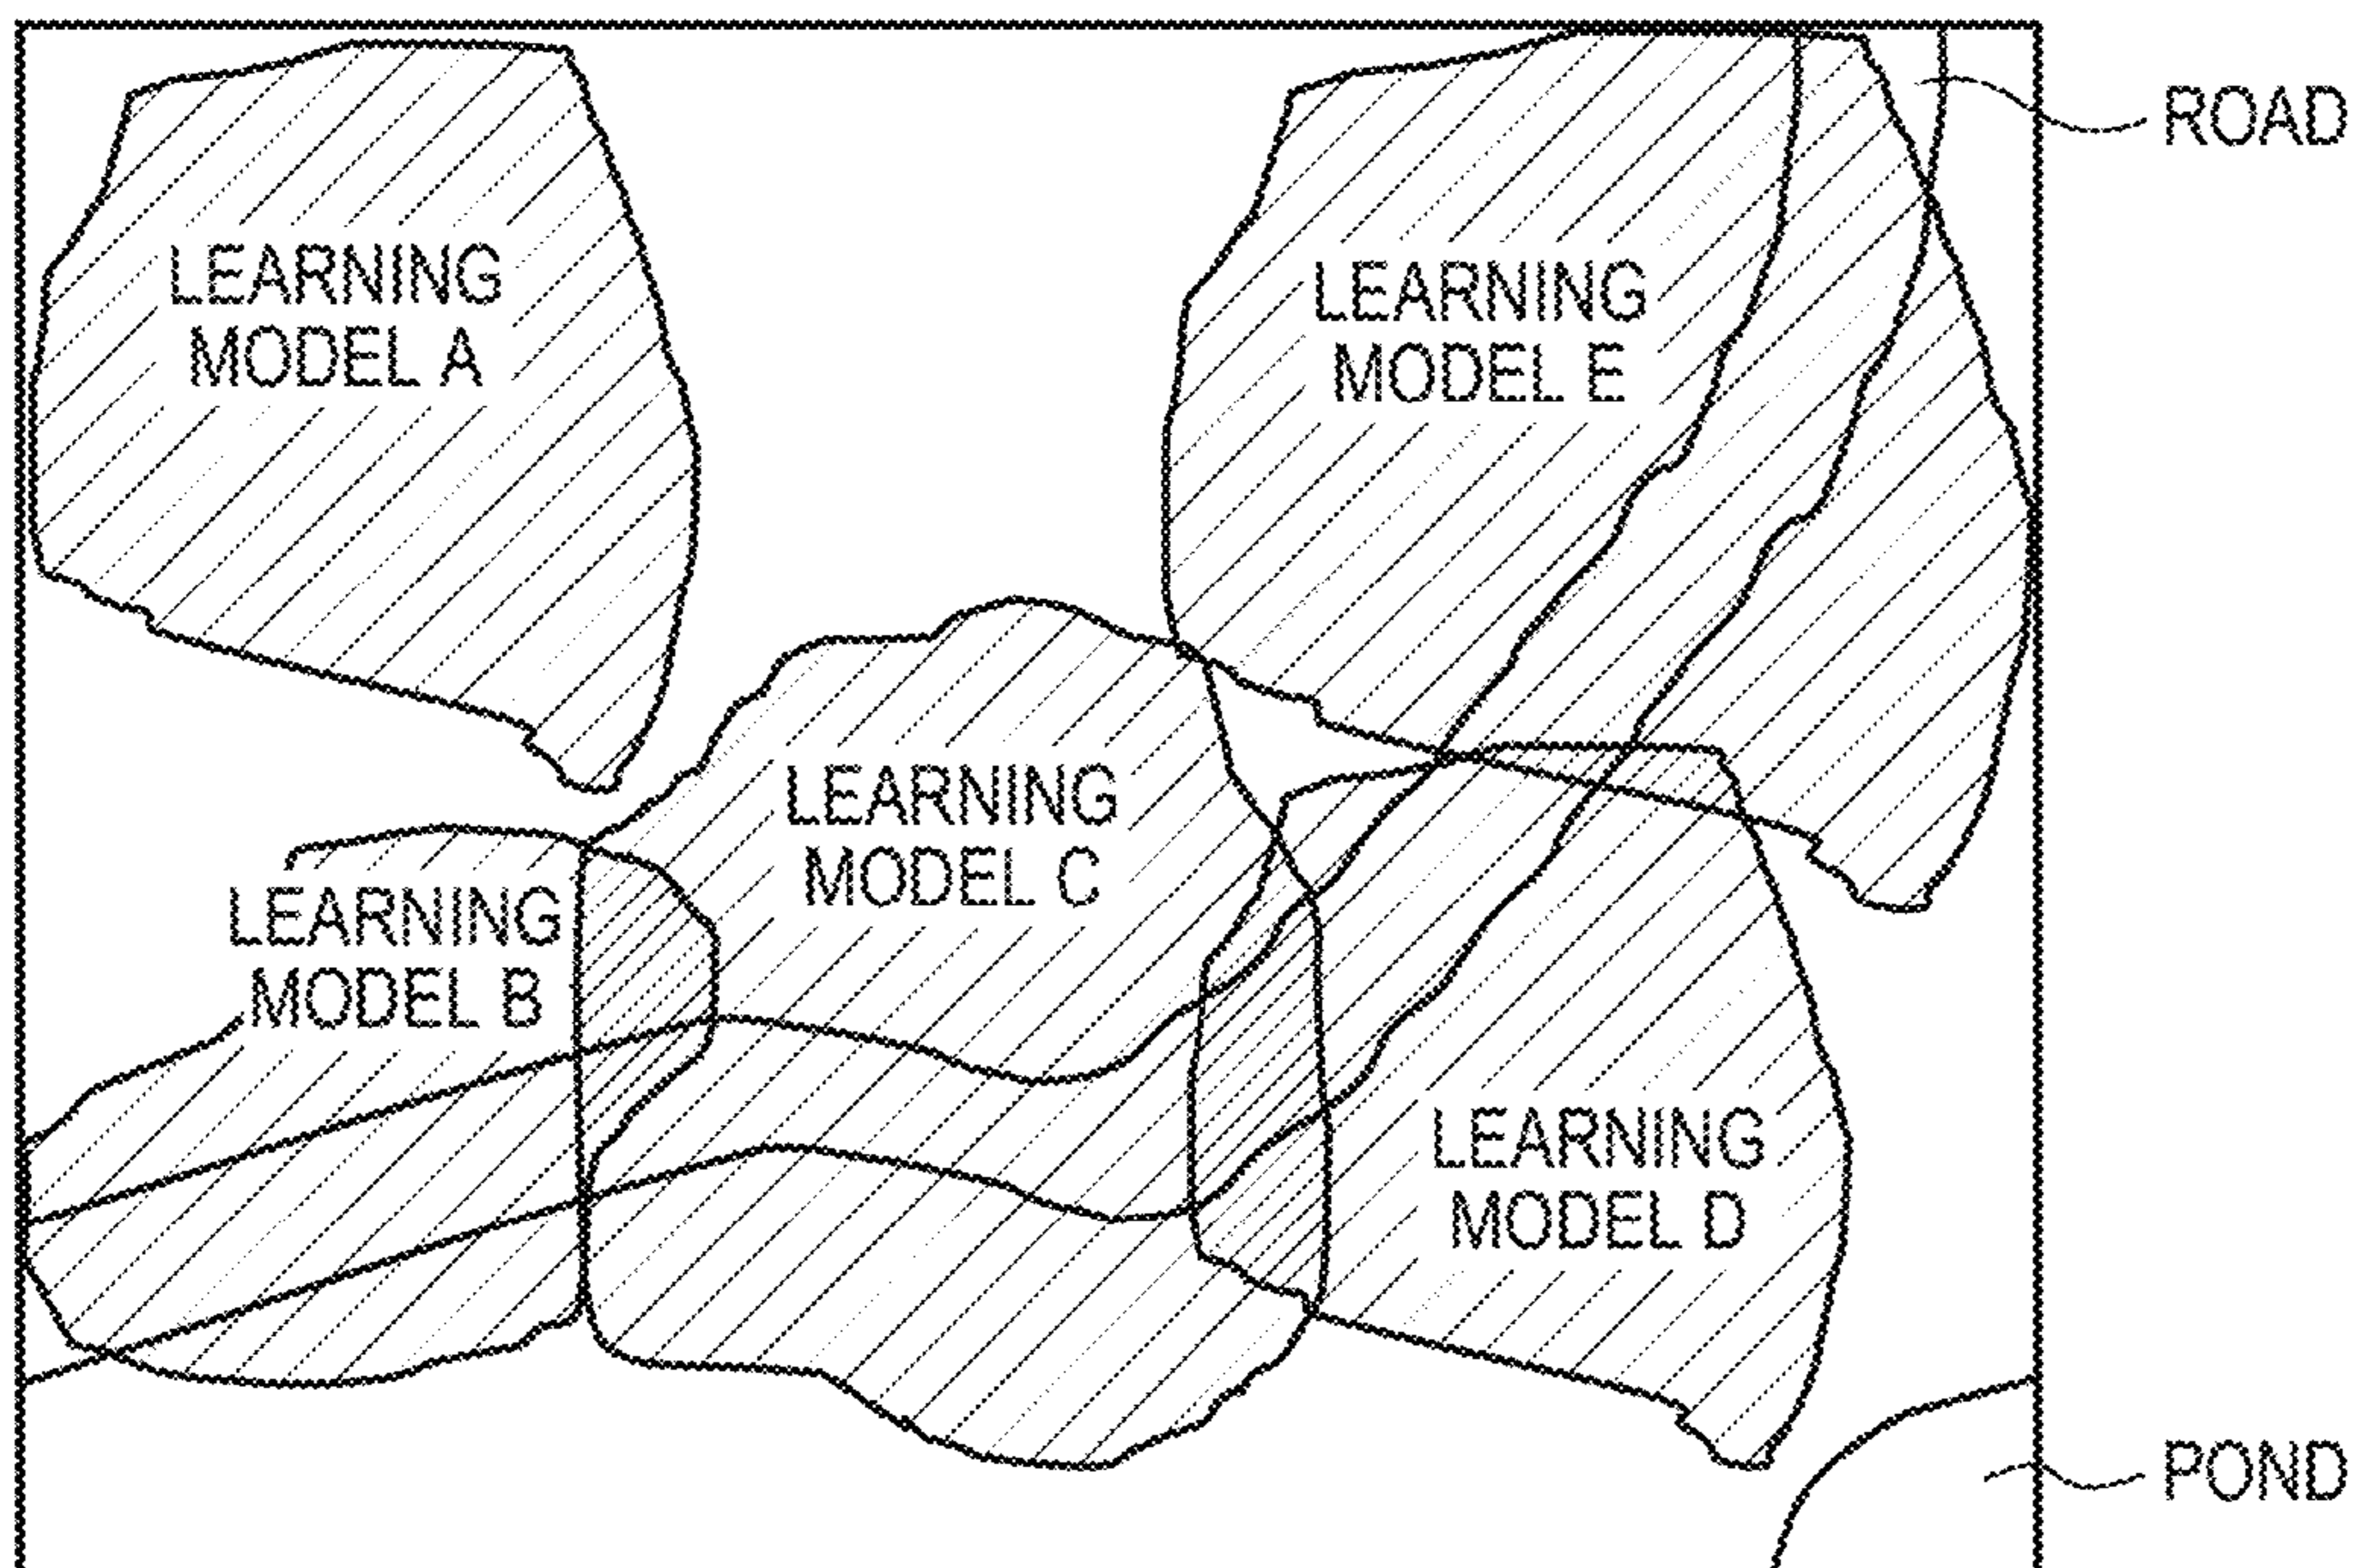 ROAD
LEARNING
MODEL A
LEARNING
MODEL E
LEARNING
MODEL C
LEARNING
MODEL B
LEARNING
MODEL D
POND